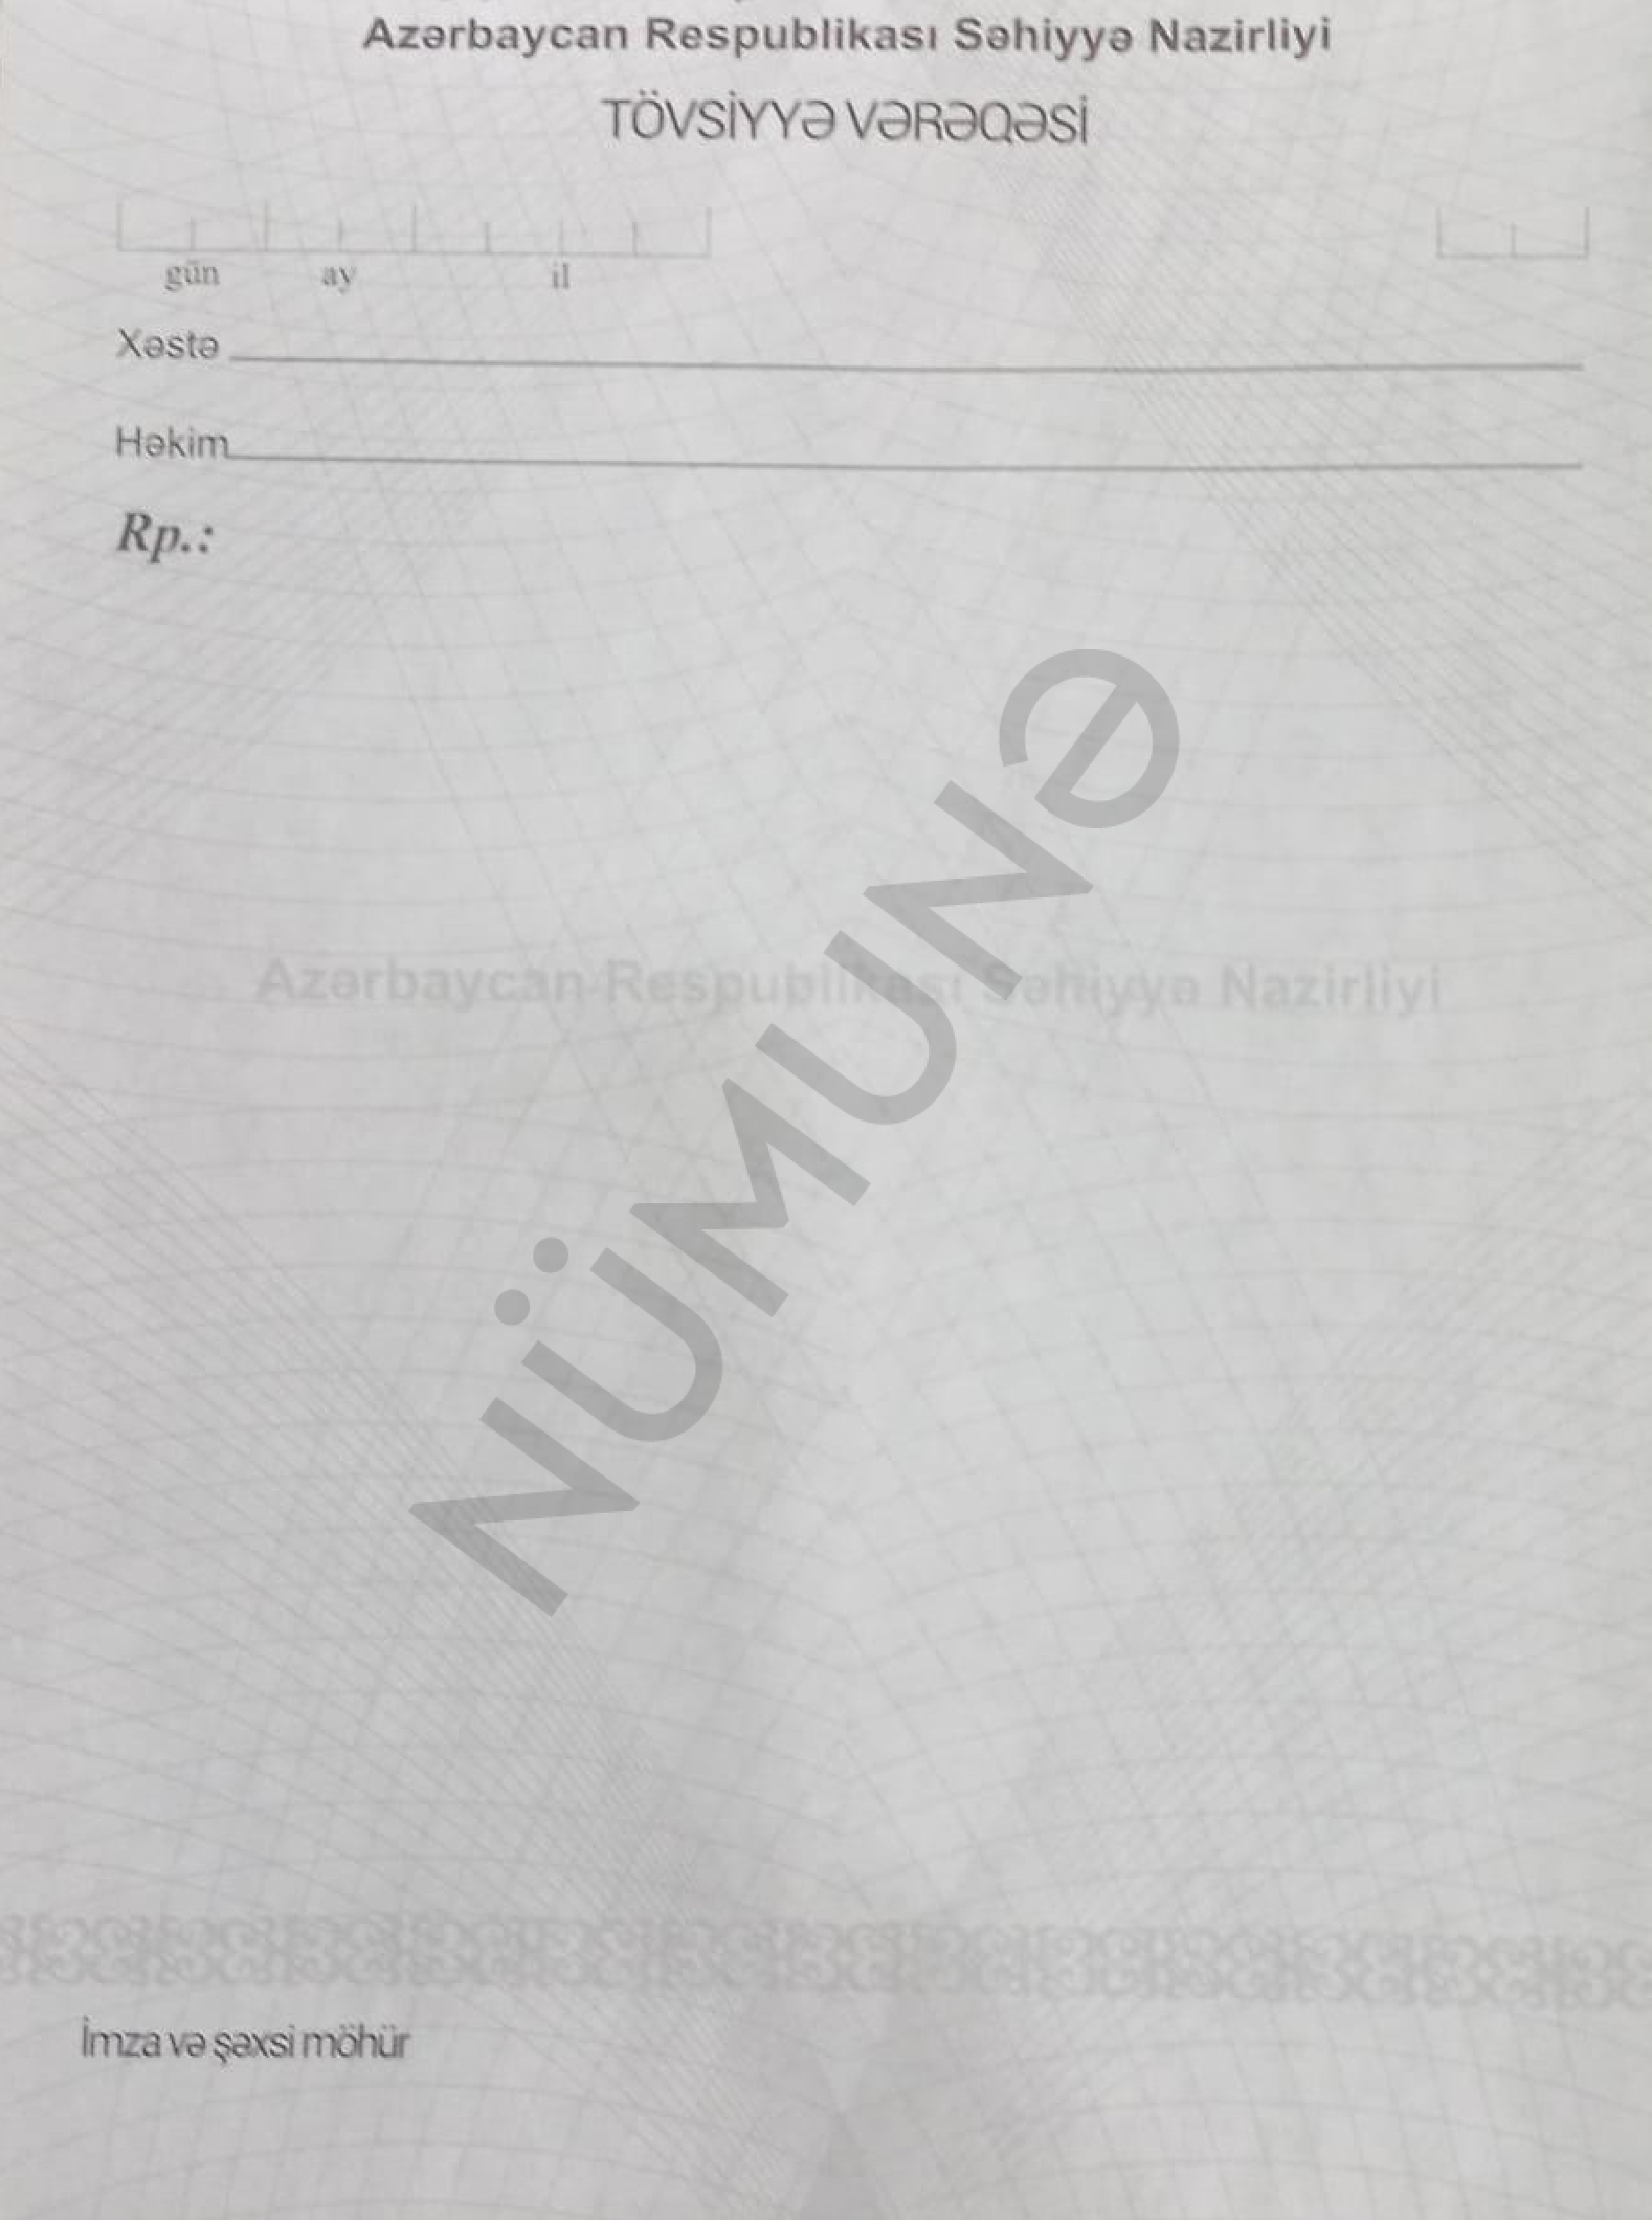 Azərbaycan Respublikası Səhiyyə Nazirliyi
TÖVSİYYƏ VƏRƏQƏSİ
gün ay il
Xəstə
Həkim
Rp.:
NÜMUNƏ
Azərbaycan Respublikası Səhiyyə Nazirliyi
İmza və şəxsi möhür